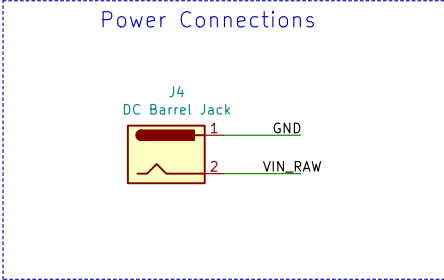 Power Connections
J4
DC Barrel Jack
1 GND
2 VIN_RAW